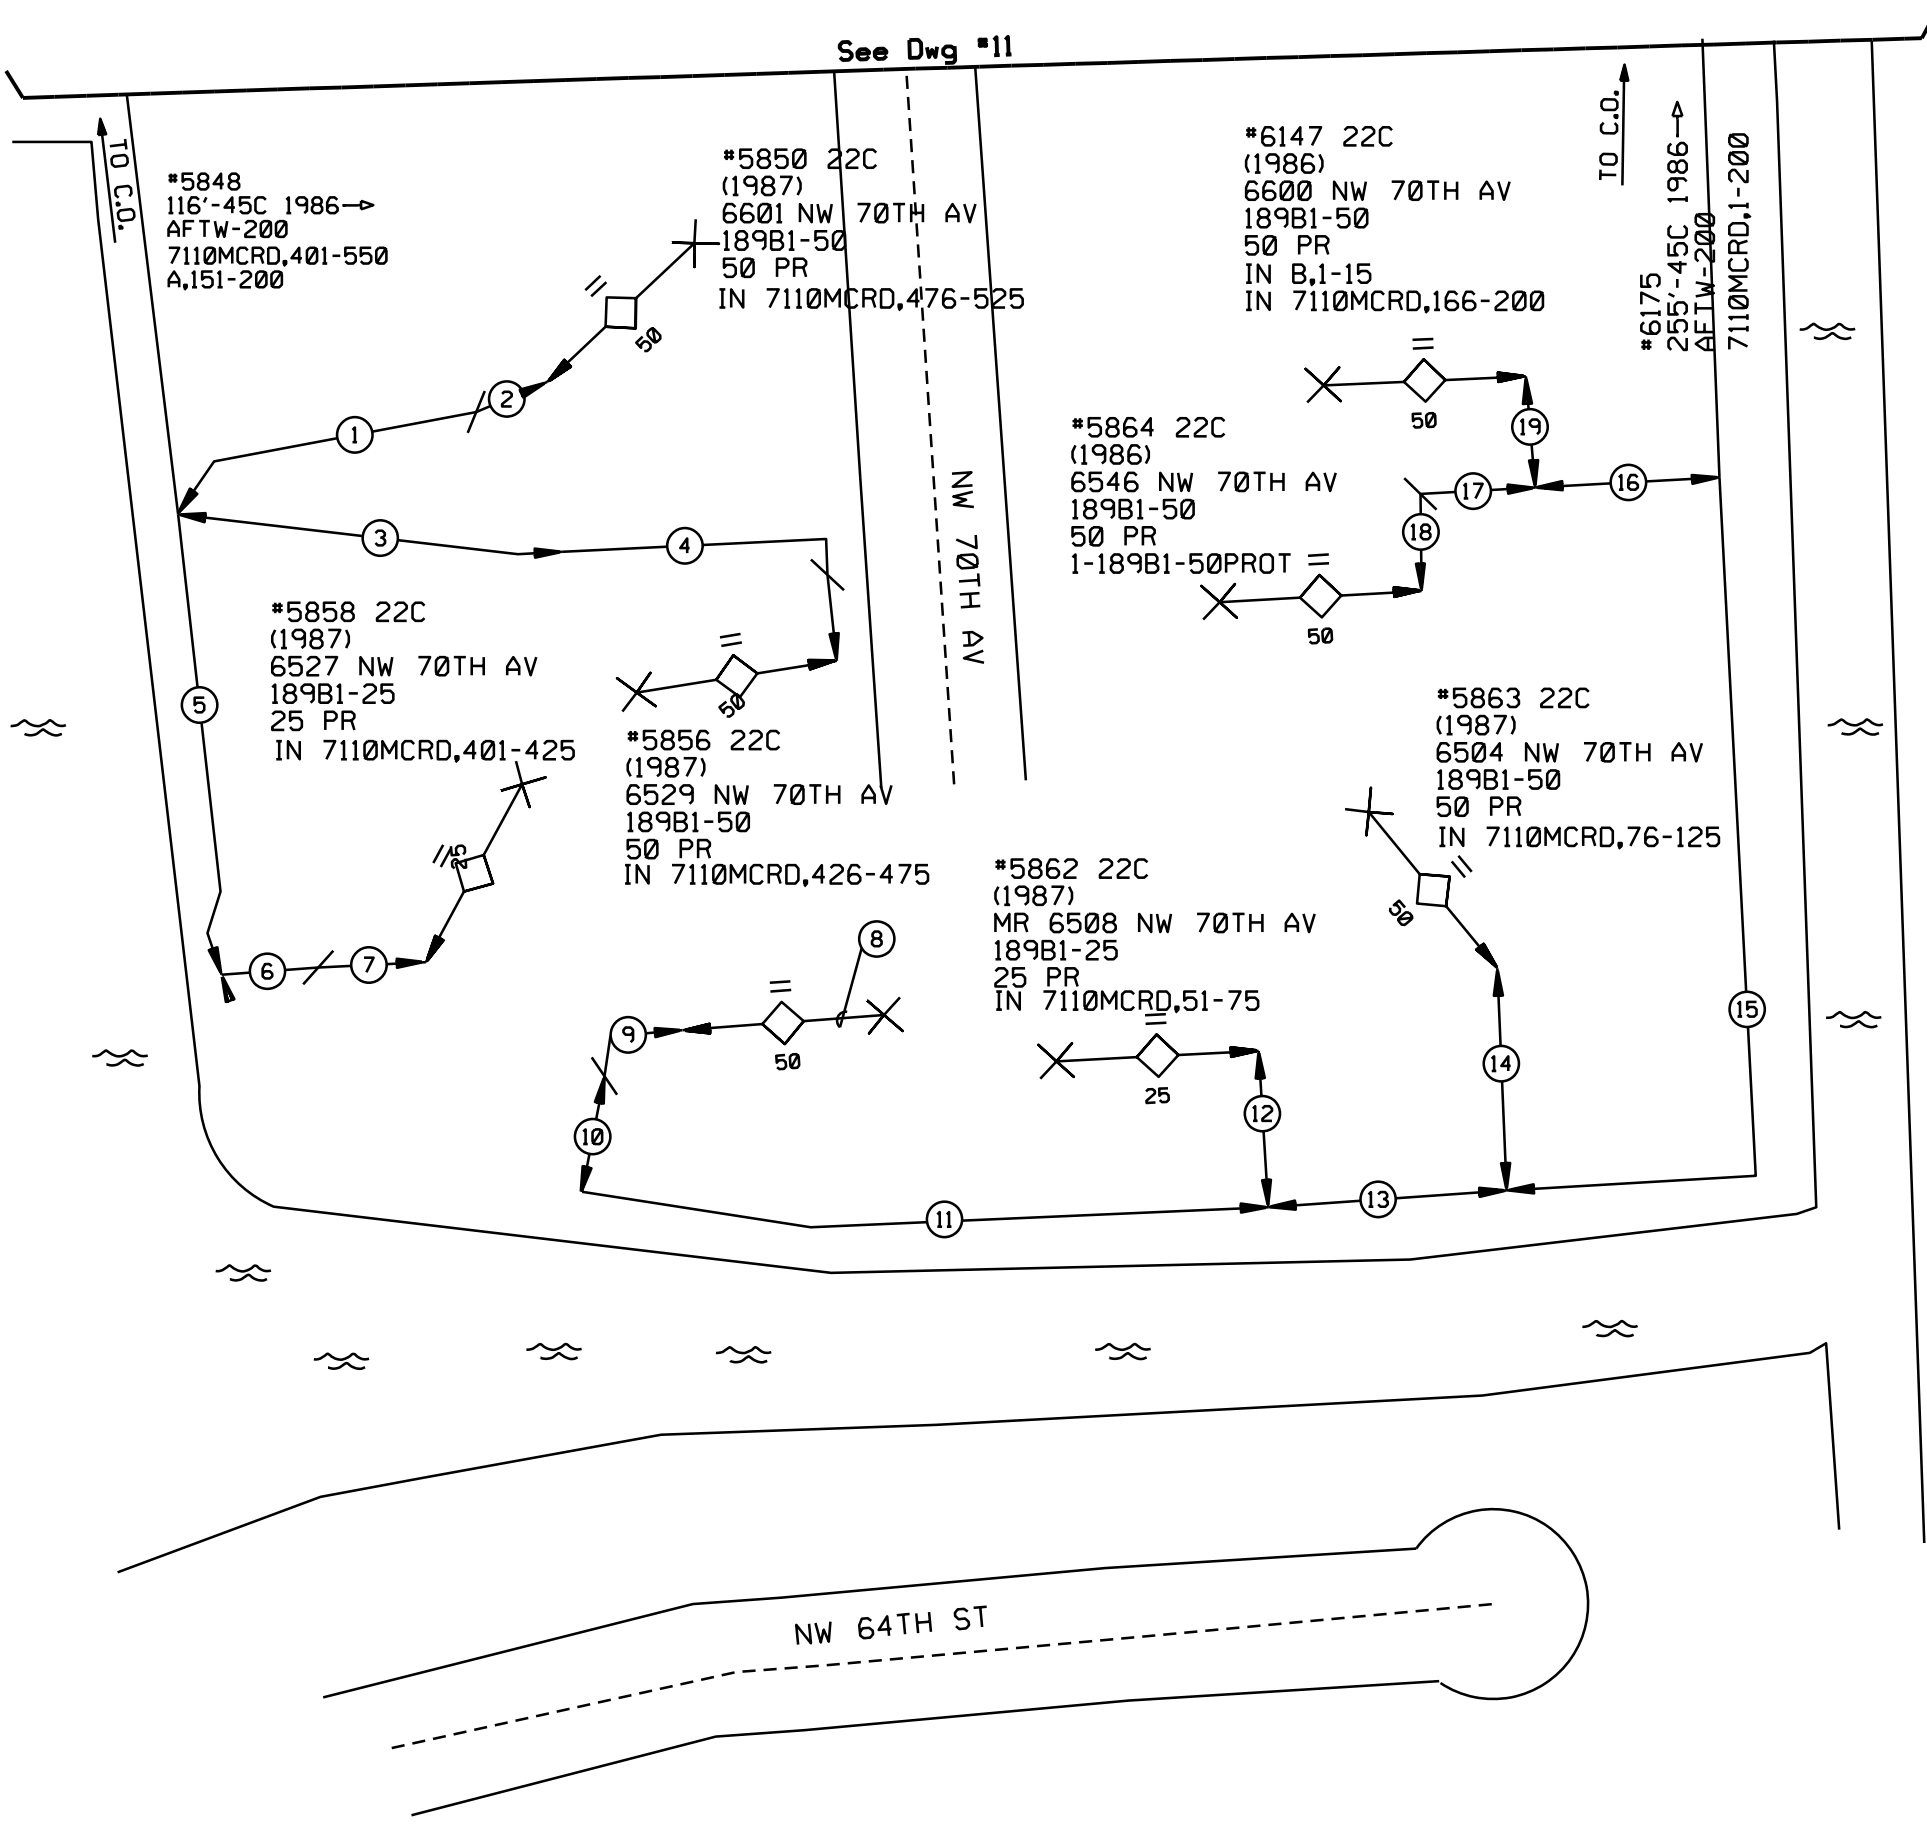 See Dwg #11
TO C.O.
#5848
116'-45C 1986
AFTW-200
7110MCRD,401-550
A,151-200
#5850 22C
(1987)
6601 NW 70TH AV
189B1-50
50 PR
IN 7110MCRD,476-525
50
#6147 22C
(1986)
6600 NW 70TH AV
189B1-50
50 PR
IN B,1-15
IN 7110MCRD,166-200
50
TO C.O.
#6175
255'-45C 1986
AFTW-200
7110MCRD,1-200
1
2
3
4
5
NW 70TH AV
#5864 22C
(1986)
6546 NW 70TH AV
189B1-50
50 PR
1-189B1-50PROT
50
19
17
16
18
#5858 22C
(1987)
6527 NW 70TH AV
189B1-25
25 PR
IN 7110MCRD,401-425
25
#5856 22C
(1987)
6529 NW 70TH AV
189B1-50
50 PR
IN 7110MCRD,426-475
50
#5863 22C
(1987)
6504 NW 70TH AV
189B1-50
50 PR
IN 7110MCRD,76-125
50
#5862 22C
(1987)
MR 6508 NW 70TH AV
189B1-25
25 PR
IN 7110MCRD,51-75
25
6
7
8
9
50
10
11
12
13
14
15
NW 64TH ST